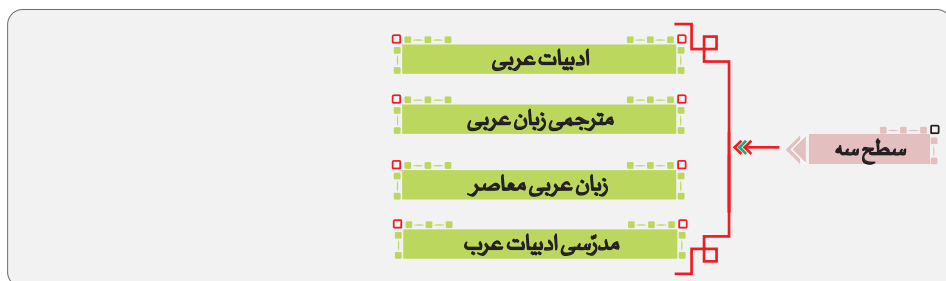 سطح سه
ادبیات عربی
مترجمی زبان عربی
زبان عربی معاصر
مدرّسی ادبیات عرب